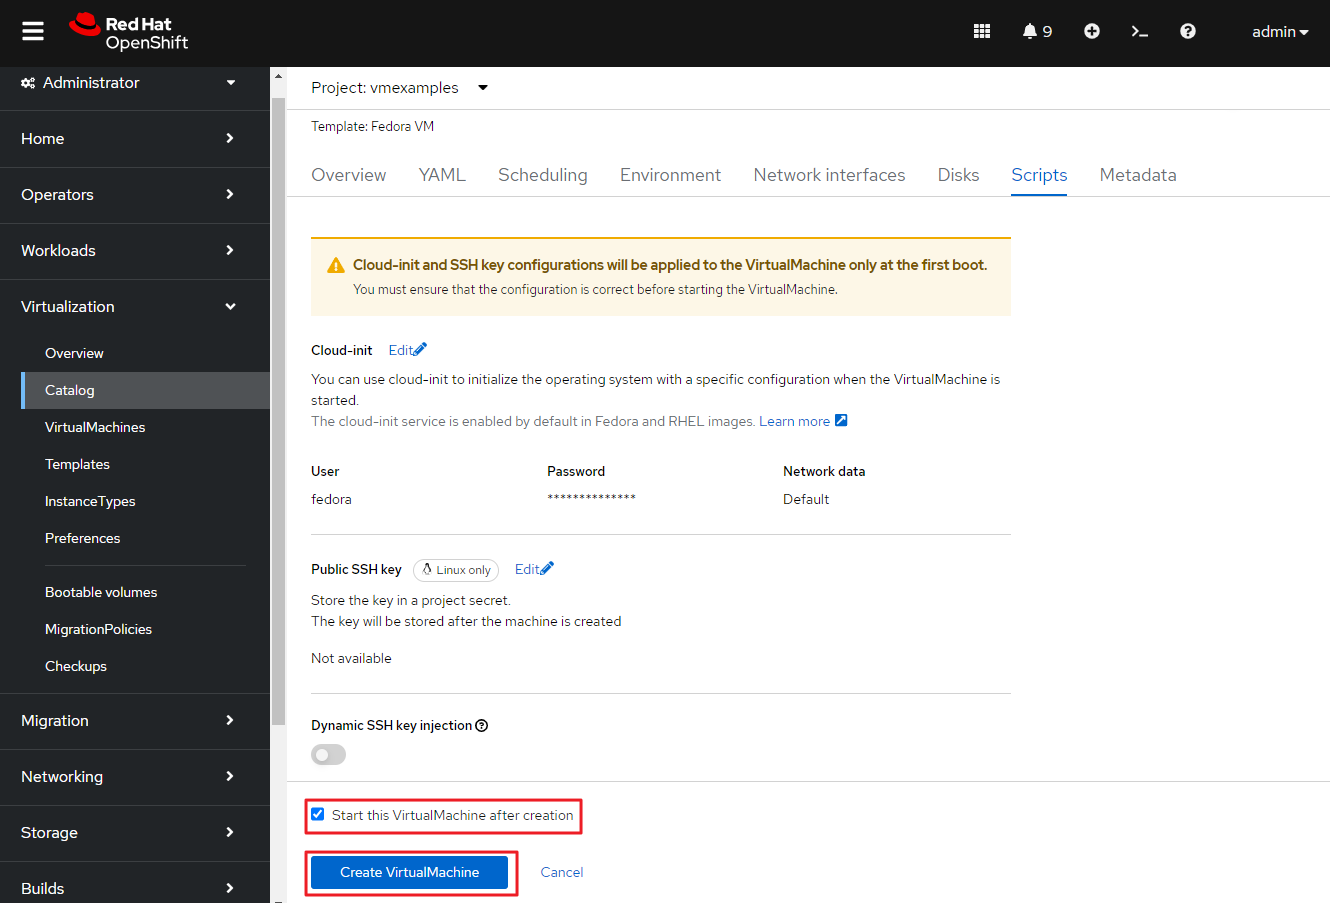 Red Hat
OpenShift
9
admin
Administrator
Home
Operators
Workloads
Virtualization
Overview
Catalog
VirtualMachines
Templates
InstanceTypes
Preferences
Bootable volumes
MigrationPolicies
Checkups
Migration
Networking
Storage
Builds
Project: vmexamples
Template: Fedora VM
Overview YAML Scheduling Environment Network interfaces Disks Scripts Metadata
Cloud-init and SSH key configurations will be applied to the VirtualMachine only at the first boot.
You must ensure that the configuration is correct before starting the VirtualMachine.
Cloud-init Edit
You can use cloud-init to initialize the operating system with a specific configuration when the VirtualMachine is
started.
The cloud-init service is enabled by default in Fedora and RHEL images. Learn more
User Password Network data
fedora ************** Default
Public SSH key Linux only Edit
Store the key in a project secret.
The key will be stored after the machine is created
Not available
Dynamic SSH key injection
Start this VirtualMachine after creation
Create VirtualMachine Cancel